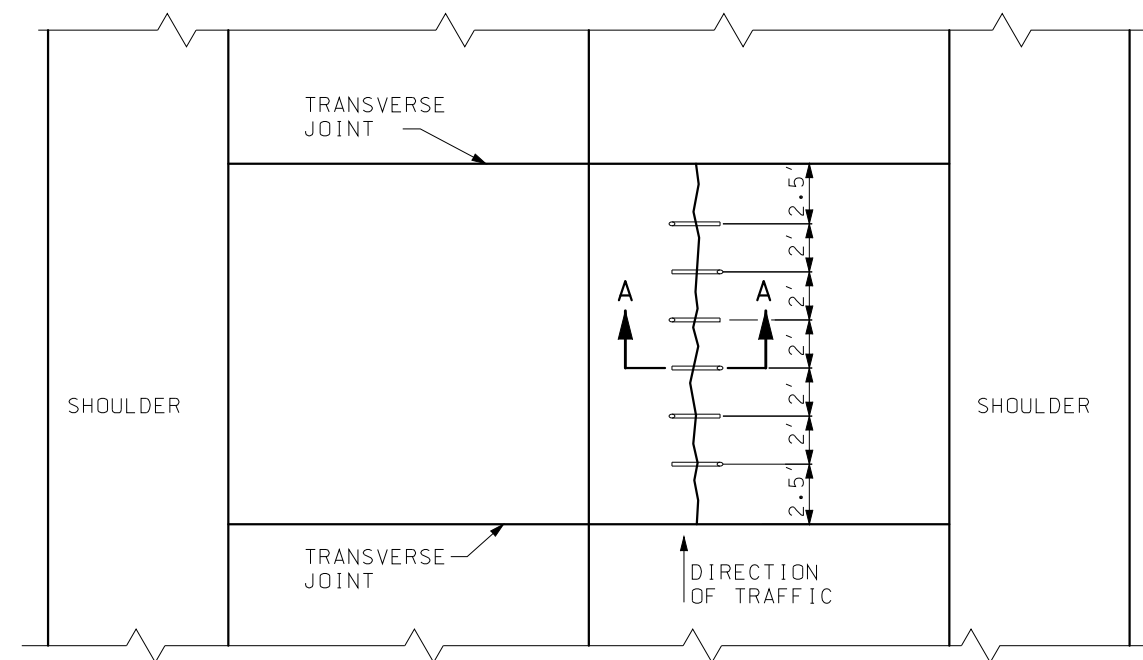 TRANSVERSE
JOINT
2.5'
2'
2'
A
A
2'
2'
SHOULDER
SHOULDER
2'
2.5'
TRANSVERSE
JOINT
DIRECTION
OF TRAFFIC